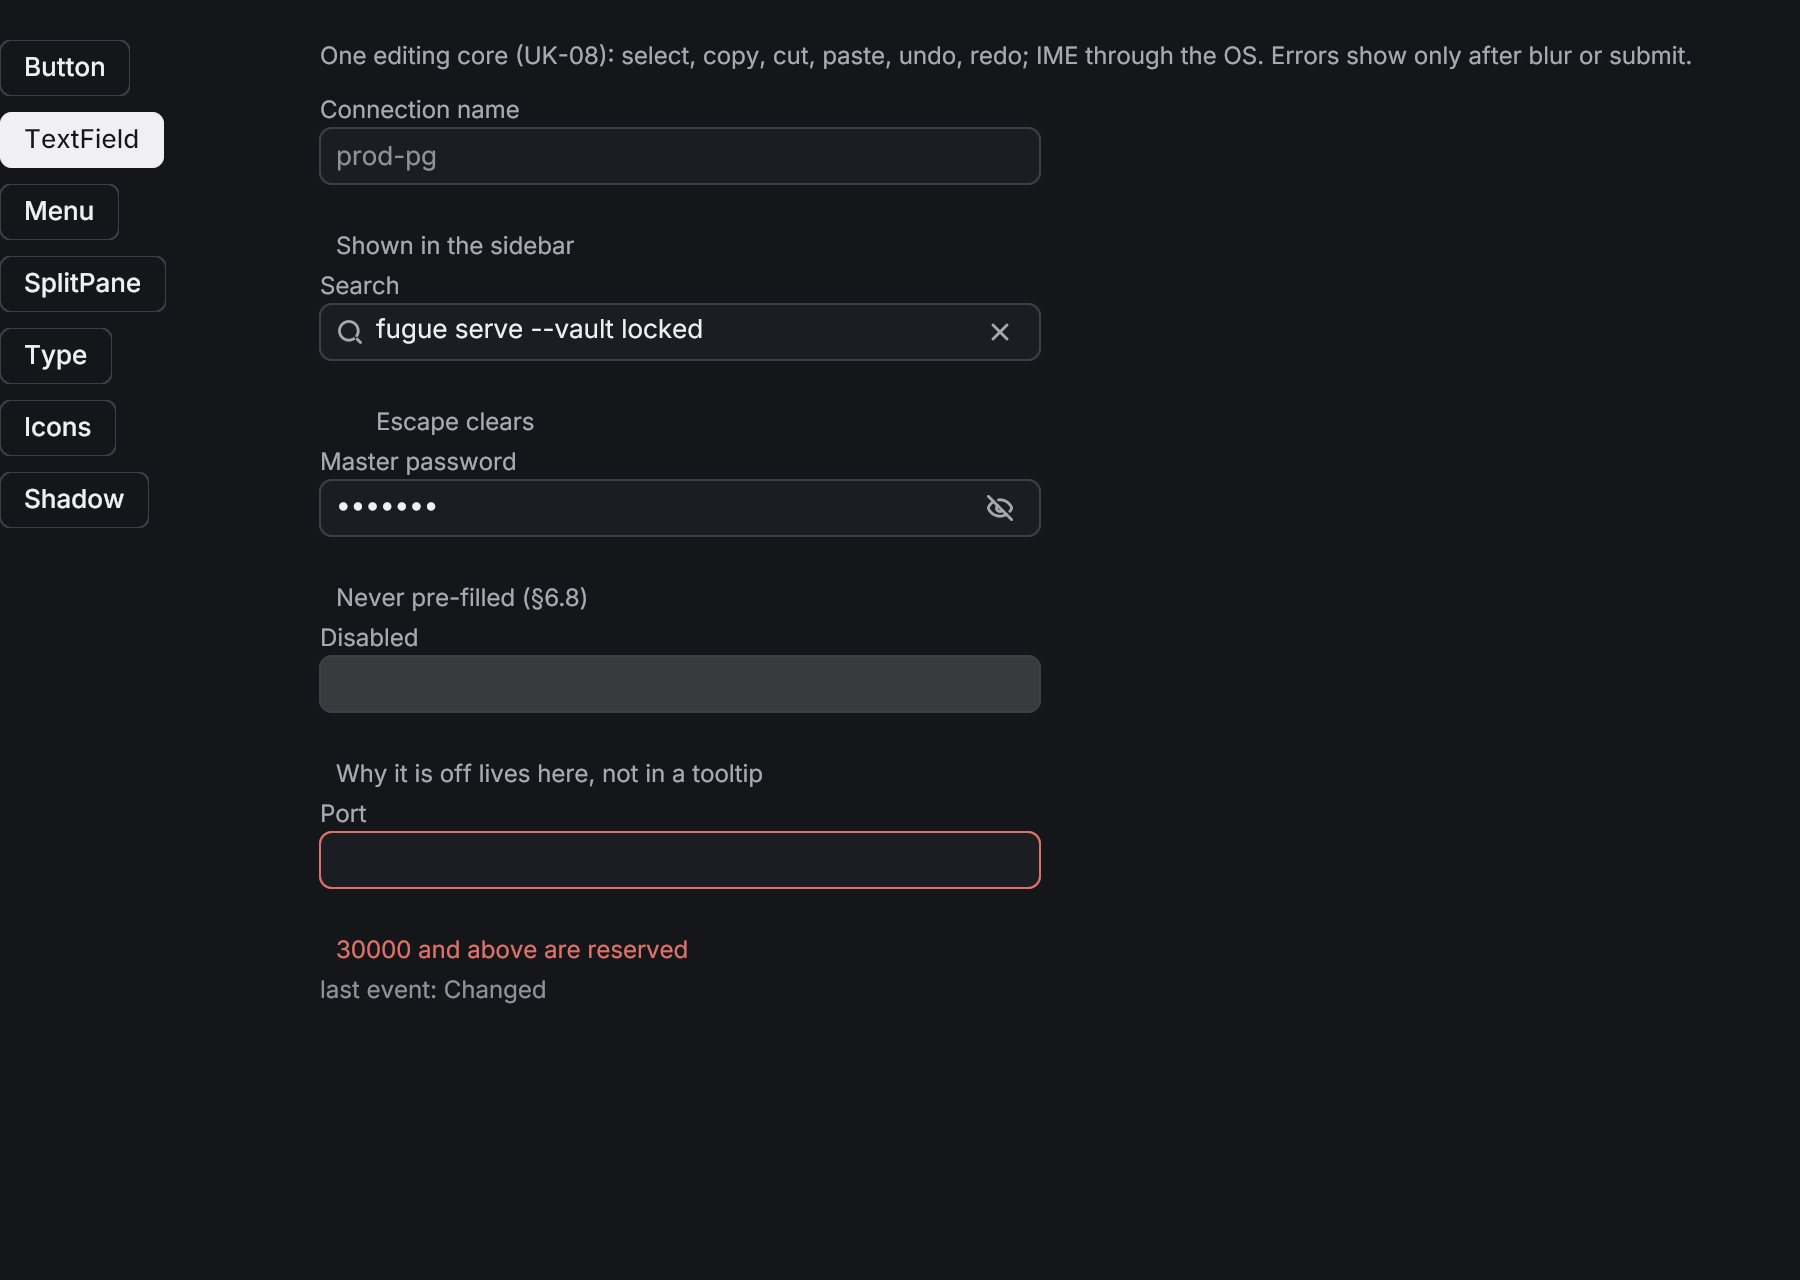 Button
TextField
Menu
SplitPane
Type
Icons
Shadow
One editing core (UK-08): select, copy, cut, paste, undo, redo; IME through the OS. Errors show only after blur or submit.
Connection name
prod-pg
Shown in the sidebar
Search
fugue serve --vault locked
Escape clears
Master password
•••••••
Never pre-filled (§6.8)
Disabled
Why it is off lives here, not in a tooltip
Port
30000 and above are reserved
last event: Changed